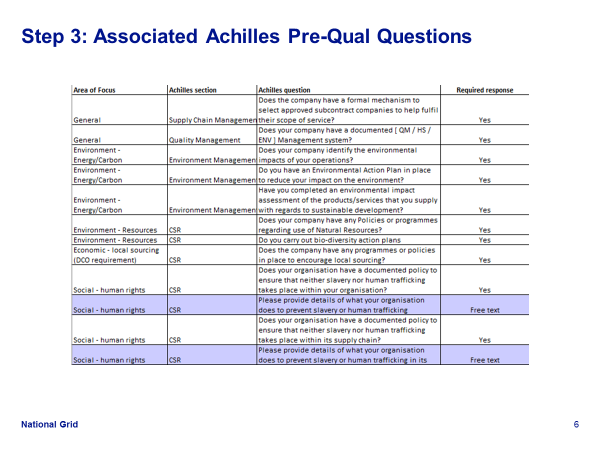 Step 3: Associated Achilles Pre-Qual Questions
Area of Focus Achilles section Achilles question Required response
Does the company have a formal mechanism to
select approved subcontract companies to help fulfil
General Supply Chain Managemen their scope of service? Yes
Does your company have a documented [ QM / HS /
General Quality Management ENV ] Management system? Yes
Environment - Does your company identify the environmental
Energy/Carbon Environment Managemen impacts of your operations? Yes
Environment - Do you have an Environmental Action Plan in place
Energy/Carbon Environment Managemen to reduce your impact on the environment? Yes
Have you completed an environmental impact
Environment - assessment of the products/services that you supply
Energy/Carbon Environment Managemen with regards to sustainable development? Yes
Does your company have any Policies or programmes
Environment - Resources CSR regarding use of Natural Resources? Yes
Environment - Resources CSR Do you carry out bio-diversity action plans Yes
Economic - local sourcing Does the company have any programmes or policies
(DCO requirement) CSR in place to encourage local sourcing? Yes
Does your organisation have a documented policy to
ensure that neither slavery nor human trafficking
Social - human rights CSR takes place within your organisation? Yes
Please provide details of what your organisation
Social - human rights CSR does to prevent slavery or human trafficking Free text
Does your organisation have a documented policy to
ensure that neither slavery nor human trafficking
Social - human rights CSR takes place within its supply chain? Yes
Please provide details of what your organisation
Social - human rights CSR does to prevent slavery or human trafficking in its Free text
National Grid 6